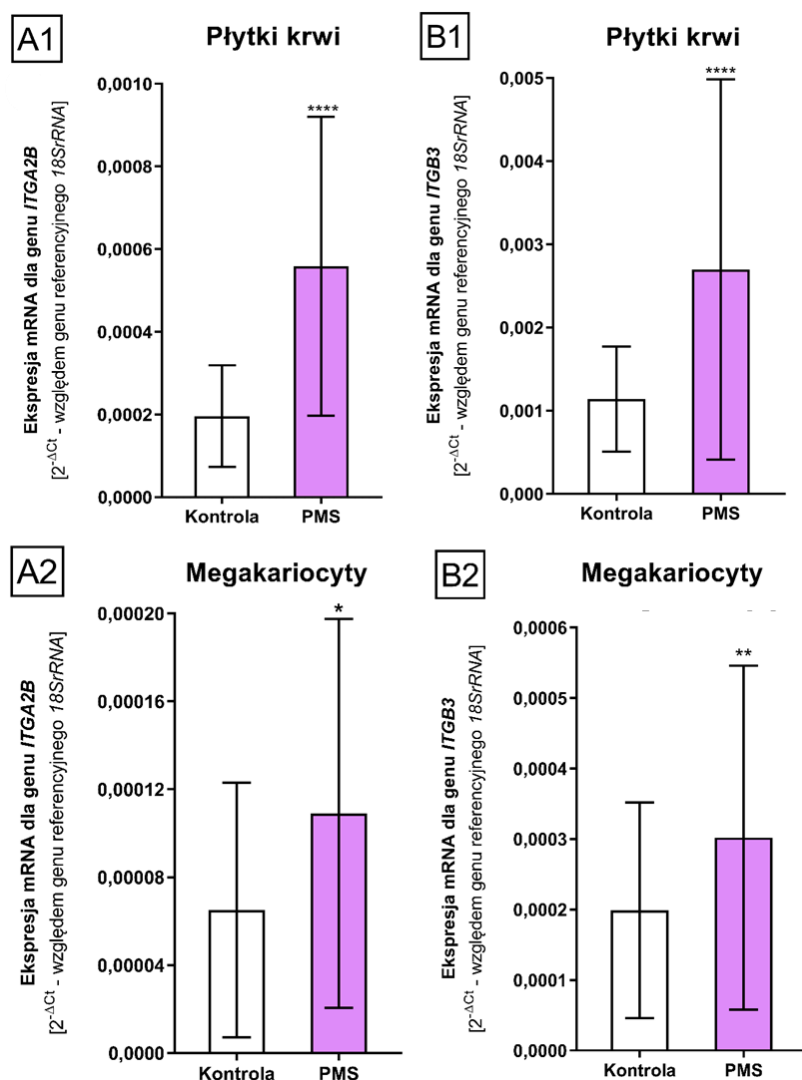 A1
Płytki krwi
Ekspresja mRNA dla genu ITGA2B
[2-ΔCt - względem genu referencyjnego 18SrRNA]
0,0010
0,0008
0,0006
0,0004
0,0002
0,0000
****
Kontrola PMS
B1
Płytki krwi
Ekspresja mRNA dla genu ITGB3
[2-ΔCt - względem genu referencyjnego 18SrRNA]
0,005
0,004
0,003
0,002
0,001
0,000
****
Kontrola PMS
A2
Megakariocyty
Ekspresja mRNA dla genu ITGA2B
[2-ΔCt - względem genu referencyjnego 18SrRNA]
0,00020
0,00016
0,00012
0,00008
0,00004
0,0000
*
Kontrola PMS
B2
Megakariocyty
Ekspresja mRNA dla genu ITGB3
[2-ΔCt - względem genu referencyjnego 18SrRNA]
0,0006
0,0005
0,0004
0,0003
0,0002
0,0001
0,0000
**
Kontrola PMS